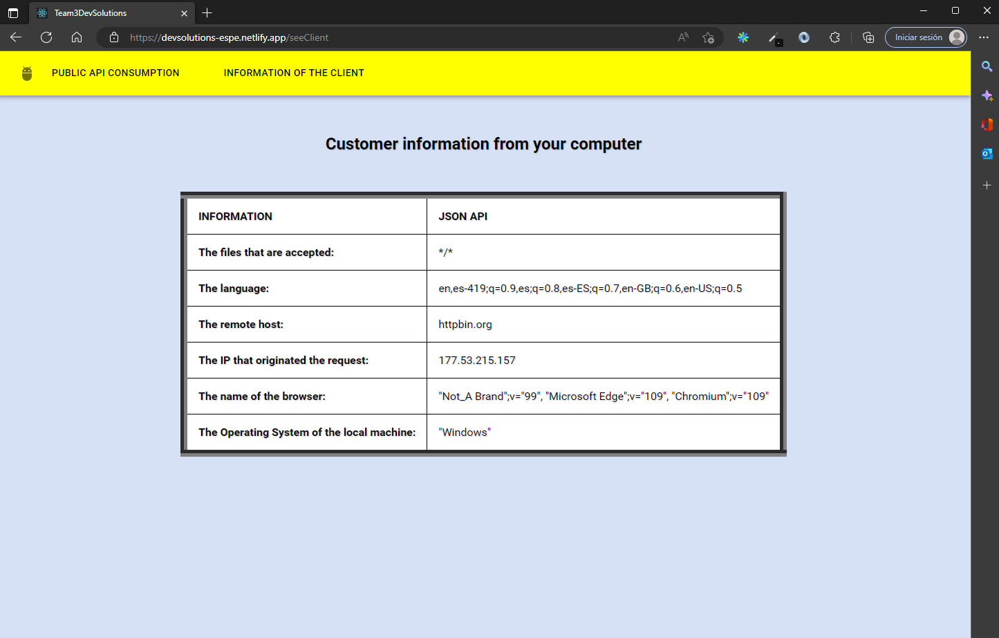 Team3DevSolutions
https://devsolutions-espe.netlify.app/seeClient
Iniciar sesión
PUBLIC API CONSUMPTION
INFORMATION OF THE CLIENT
Customer information from your computer
INFORMATION JSON API
The files that are accepted: */*
The language: en,es-419;q=0.9,es;q=0.8,es-ES;q=0.7,en-GB;q=0.6,en-US;q=0.5
The remote host: httpbin.org
The IP that originated the request: 177.53.215.157
The name of the browser: "Not_A Brand";v="99", "Microsoft Edge";v="109", "Chromium";v="109"
The Operating System of the local machine: "Windows"